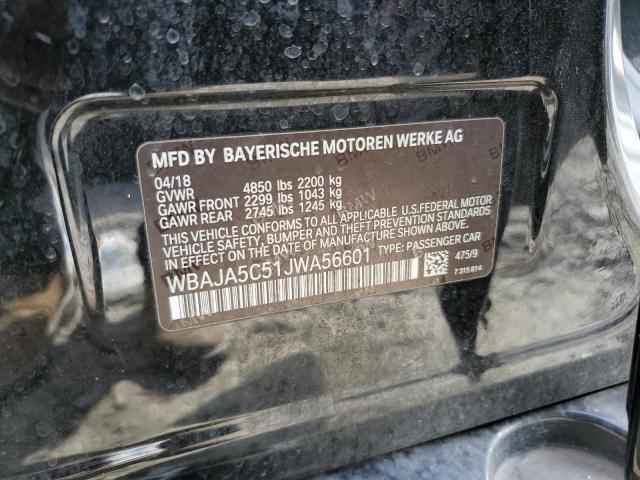 MFD BY BAYERISCHE MOTOREN WERKE AG
04/18
GVWR 4850 lbs 2200 kg
GAWR FRONT 2299 lbs 1043 kg
GAWR REAR 2745 lbs 1245 kg
THIS VEHICLE CONFORMS TO ALL APPLICABLE U.S. FEDERAL MOTOR
VEHICLE SAFETY, BUMPER, AND THEFT PREVENTION STANDARDS
IN EFFECT ON THE DATE OF MANUFACTURE SHOWN ABOVE.
WBAJA5C51JWA56601 TYPE: PASSENGER CAR
475/9
7 315 814